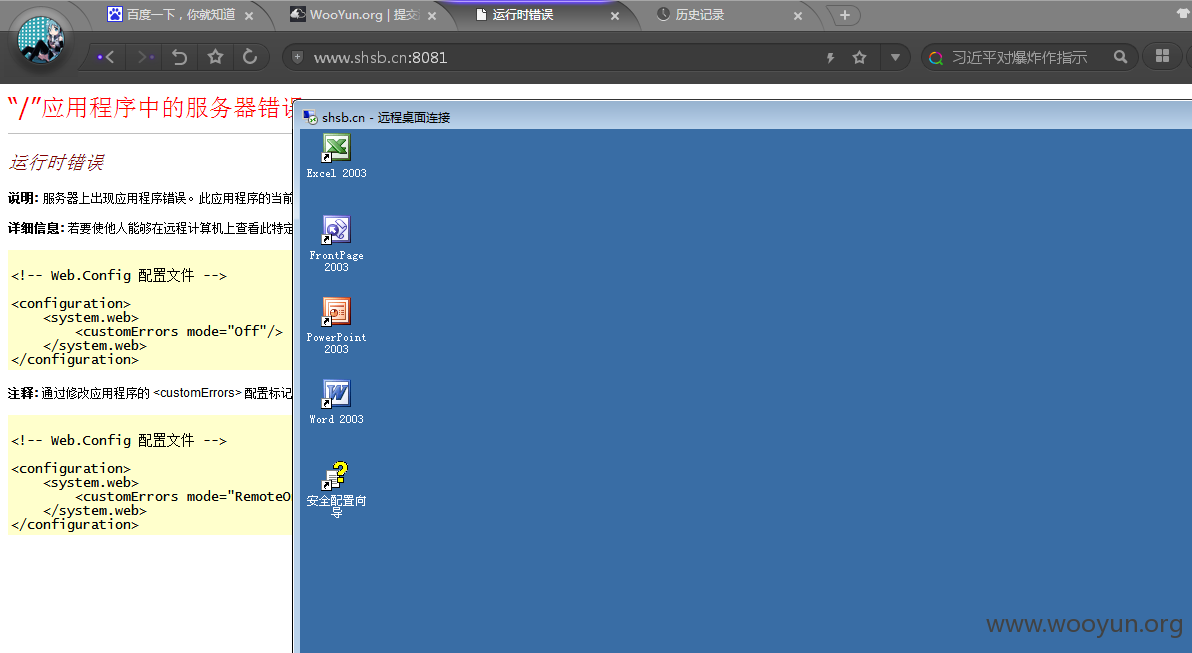 百度一下，你就知道
WooYun.org | 提交
运行时错误
历史记录
www.shsb.cn:8081
习近平对爆炸作指示
“/”应用程序中的服务器错误
shsb.cn - 远程桌面连接
运行时错误
说明: 服务器上出现应用程序错误。此应用程序的当前
详细信息: 若要使他人能够在远程计算机上查看此特定
<!-- Web.Config 配置文件 -->
<configuration>
    <system.web>
        <customErrors mode="Off"/>
    </system.web>
</configuration>
注释: 通过修改应用程序的 <customErrors> 配置标记
<!-- Web.Config 配置文件 -->
<configuration>
    <system.web>
        <customErrors mode="RemoteO
    </system.web>
</configuration>
Excel 2003
FrontPage
2003
PowerPoint
2003
Word 2003
安全配置向
导
www.wooyun.org